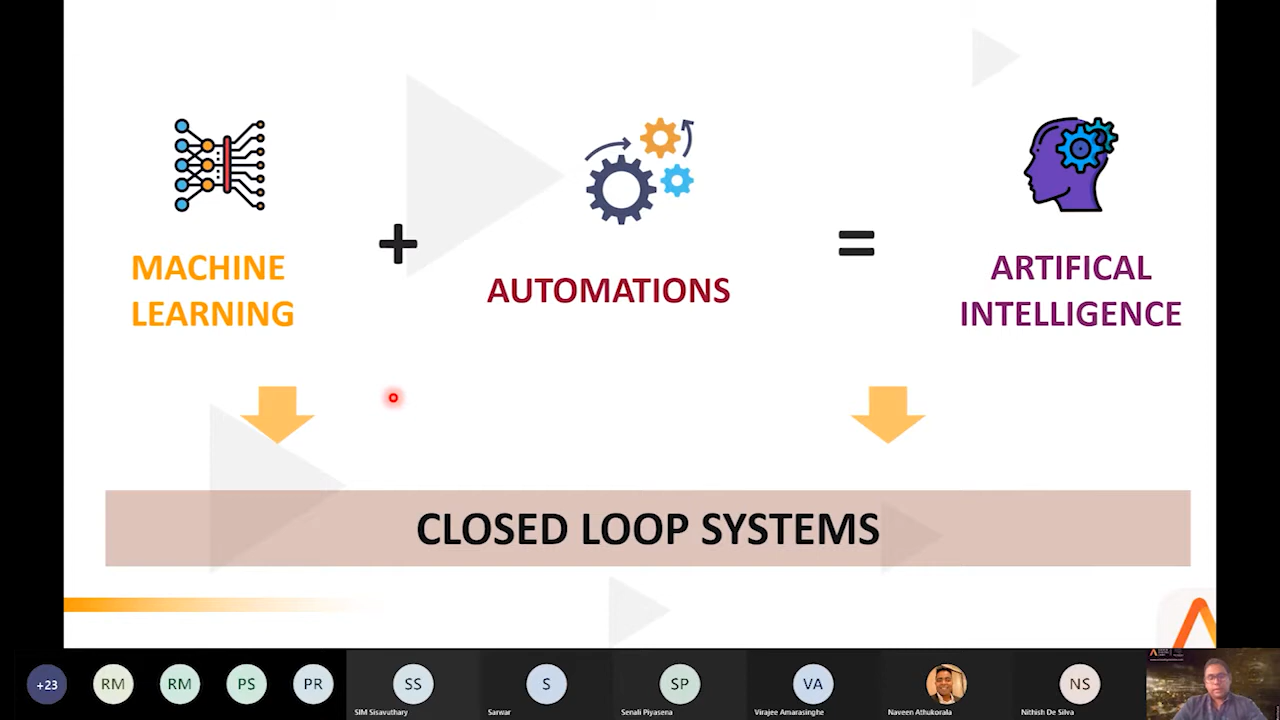 MACHINE
LEARNING
+
AUTOMATIONS
=
ARTIFICAL
INTELLIGENCE
CLOSED LOOP SYSTEMS
+23
RM
RM
PS
PR
SS
SIM Sisavuthary
S
Sarwar
SP
Senali Piyasena
VA
Virajee Amarasinghe
Naveen Athukorala
NS
Nithish De Silva